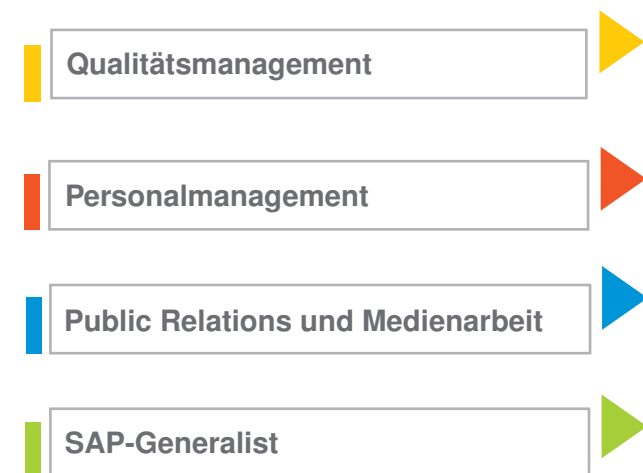 Qualitätsmanagement
Personalmanagement
Public Relations und Medienarbeit
SAP-Generalist